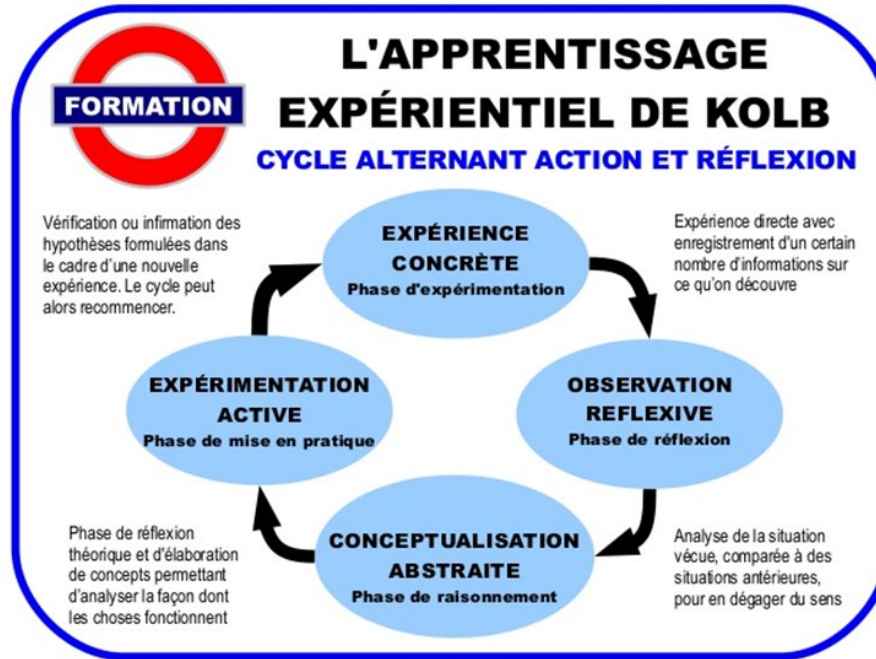 FORMATION
L'APPRENTISSAGE
EXPÉRIENTIEL DE KOLB
CYCLE ALTERNANT ACTION ET RÉFLEXION
Vérification ou infirmation des
hypothèses formulées dans
le cadre d'une nouvelle
expérience. Le cycle peut
alors recommencer.
EXPÉRIENCE
CONCRÈTE
Phase d'expérimentation
Expérience directe avec
enregistrement d'un certain
nombre d'informations sur
ce qu'on découvre
EXPÉRIMENTATION
ACTIVE
Phase de mise en pratique
OBSERVATION
REFLEXIVE
Phase de réflexion
Phase de réflexion
théorique et d'élaboration
de concepts permettant
d'analyser la façon dont
les choses fonctionnent
CONCEPTUALISATION
ABSTRAITE
Phase de raisonnement
Analyse de la situation
vécue, comparée à des
situations antérieures,
pour en dégager du sens